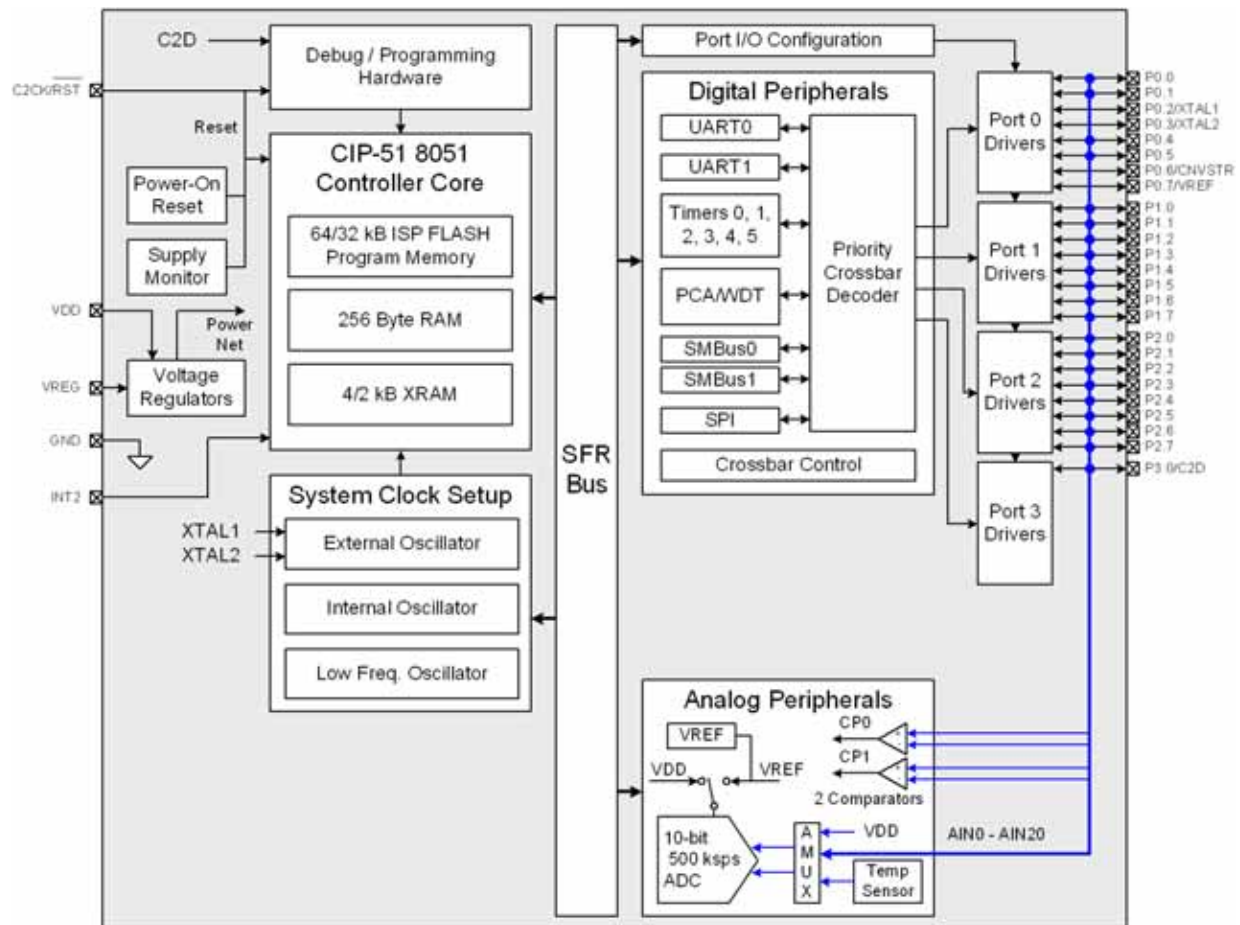 C2D
C2CK/RST
Debug / Programming
Hardware
Reset
Power-On
Reset
Supply
Monitor
VDD
Power
Net
VREG
Voltage
Regulators
GND
INT2
CIP-51 8051
Controller Core
64/32 kB ISP FLASH
Program Memory
256 Byte RAM
4/2 kB XRAM
System Clock Setup
XTAL1
XTAL2
External Oscillator
Internal Oscillator
Low Freq. Oscillator
SFR
Bus
Port I/O Configuration
Digital Peripherals
UART0
UART1
Timers 0, 1,
2, 3, 4, 5
PCA/WDT
SMBus0
SMBus1
SPI
Priority
Crossbar
Decoder
Crossbar Control
Port 0
Drivers
Port 1
Drivers
Port 2
Drivers
Port 3
Drivers
P0.0
P0.1
P0.2/XTAL1
P0.3/XTAL2
P0.4
P0.5
P0.6/CNVSTR
P0.7/VREF
P1.0
P1.1
P1.2
P1.3
P1.4
P1.5
P1.6
P1.7
P2.0
P2.1
P2.2
P2.3
P2.4
P2.5
P2.6
P2.7
P3.0/C2D
Analog Peripherals
VREF
VDD
VREF
CP0
+
-
CP1
+
-
2 Comparators
10-bit
500 ksps
ADC
A
M
U
X
VDD
Temp
Sensor
AIN0 - AIN20